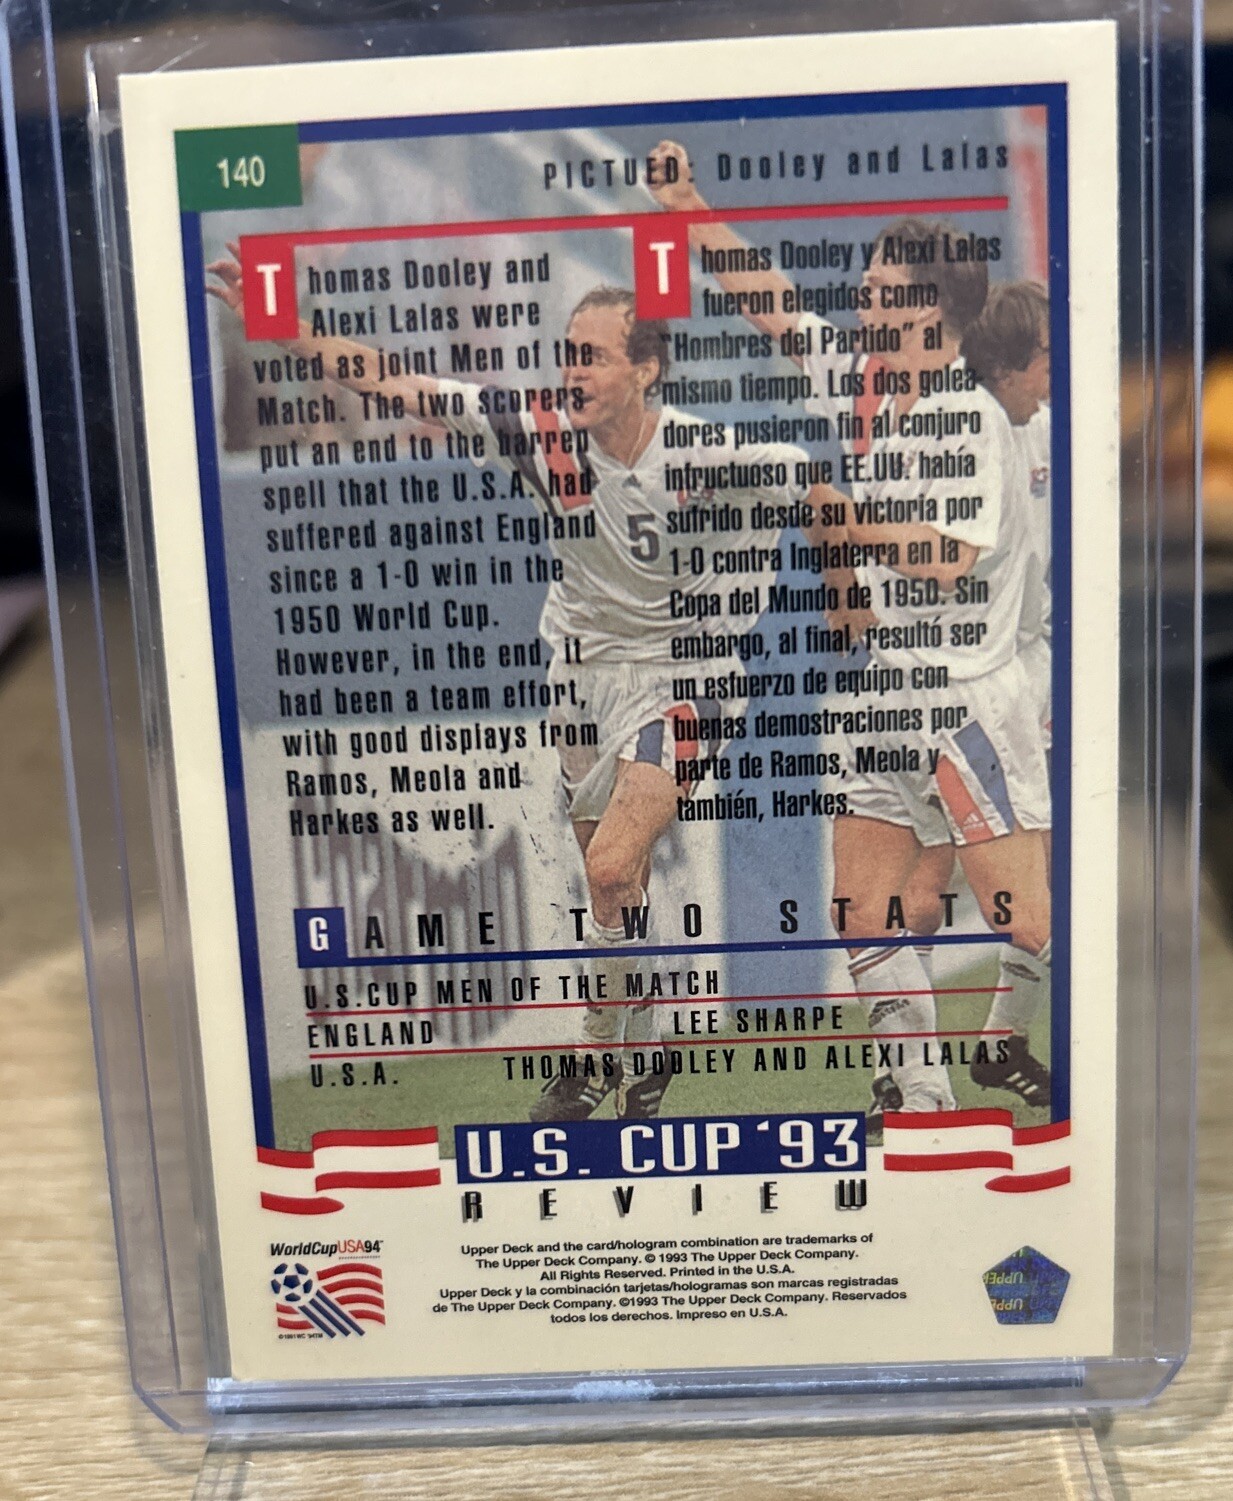 140
PICTUED: Dooley and Lalas
Thomas Dooley and
Alexi Lalas were
voted as joint Men of the
Match. The two scorers
put an end to the barren
spell that the U.S.A. had
suffered against England
since a 1-0 win in the
1950 World Cup.
However, in the end, it
had been a team effort,
with good displays from
Ramos, Meola and
Harkes as well.
Thomas Dooley y Alexi Lalas
fueron elegidos como
"Hombres del Partido" al
mismo tiempo. Los dos golea-
dores pusieron fin al conjuro
infructuoso que EE.UU. había
sufrido desde su victoria por
1-0 contra Inglaterra en la
Copa del Mundo de 1950. Sin
embargo, al final, resultó ser
un esfuerzo de equipo con
buenas demostraciones por
parte de Ramos, Meola y
también, Harkes.
5
GAME TWO STATS
U.S.CUP MEN OF THE MATCH
ENGLAND LEE SHARPE
U.S.A. THOMAS DOOLEY AND ALEXI LALAS
U.S. CUP '93
REVIEW
WorldCupUSA94
Upper Deck and the card/hologram combination are trademarks of
The Upper Deck Company. © 1993 The Upper Deck Company.
All Rights Reserved. Printed in the U.S.A.
Upper Deck y la combinación tarjetas/hologramas son marcas registradas
de The Upper Deck Company. ©1993 The Upper Deck Company. Reservados
todos los derechos. Impreso en U.S.A.
UPPER